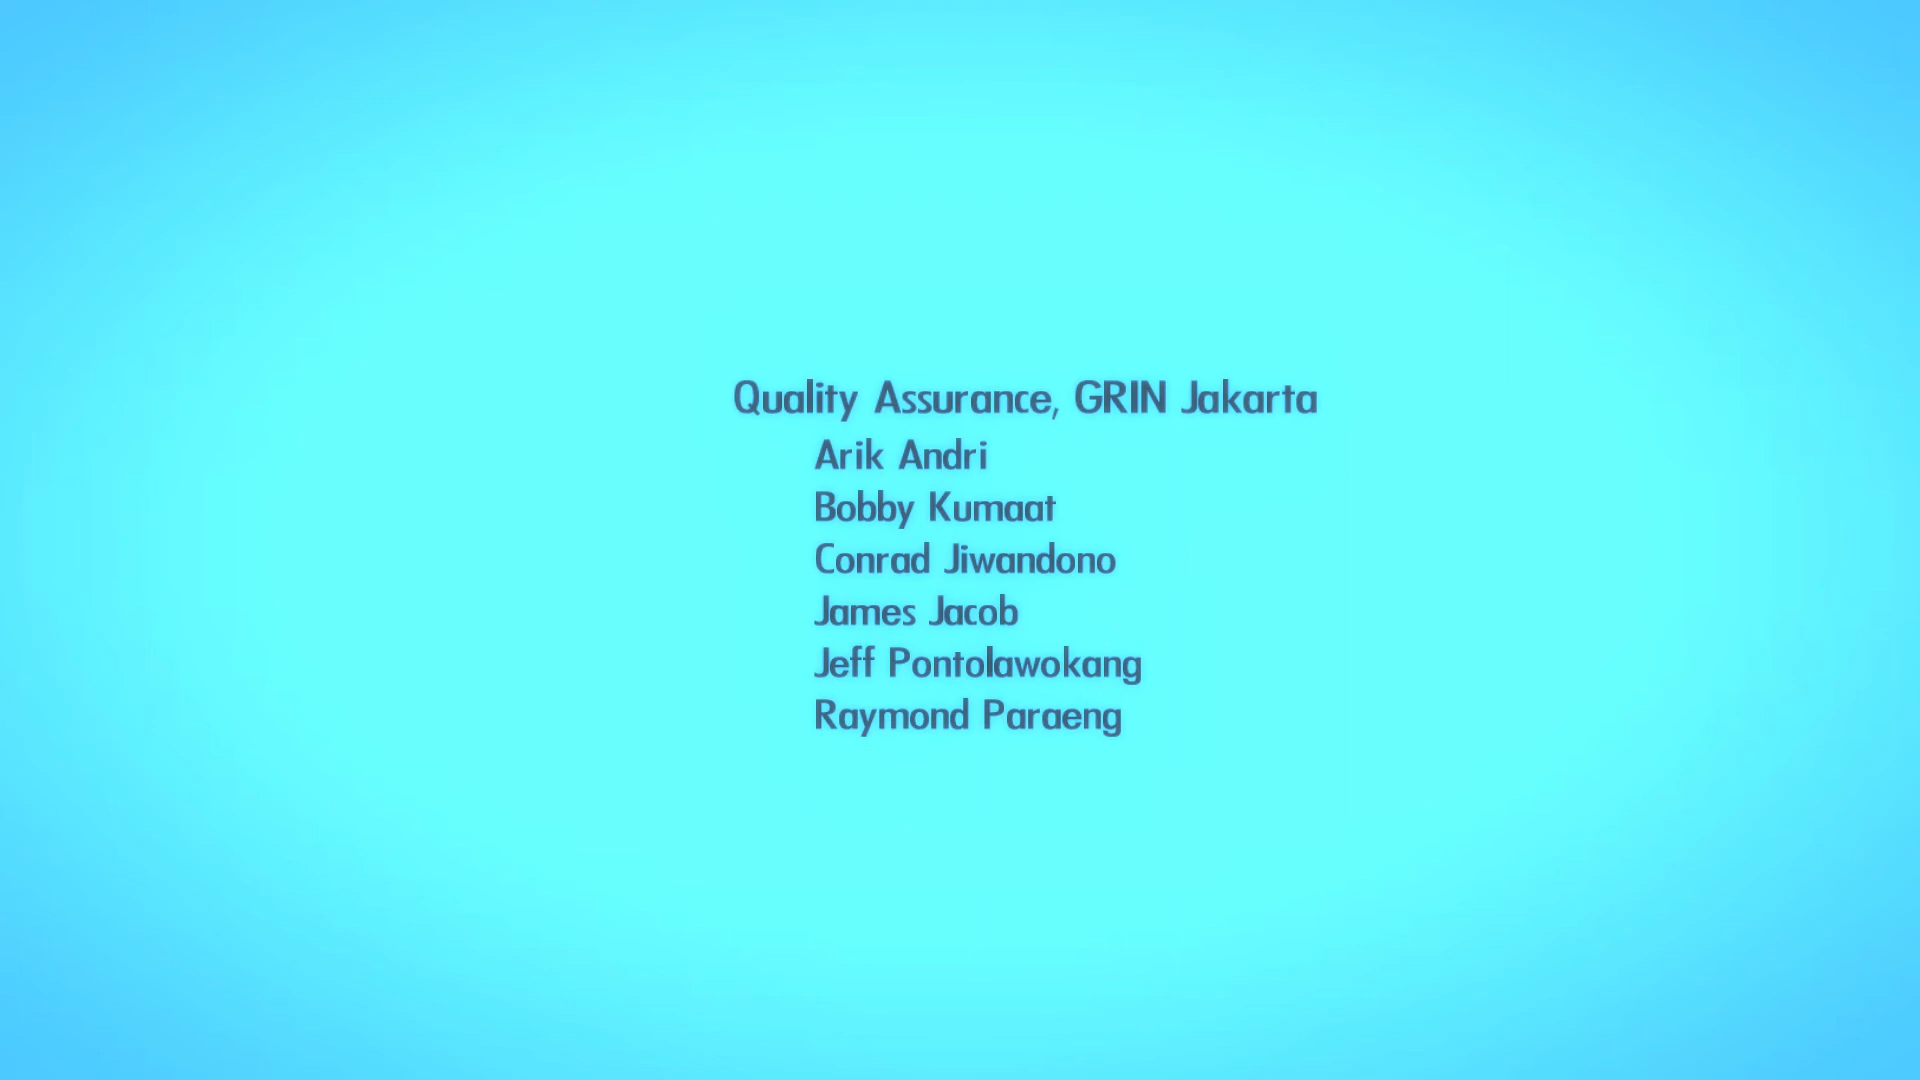 Quality Assurance, GRIN Jakarta
Arik Andri
Bobby Kumaat
Conrad Jiwandono
James Jacob
Jeff Pontolawokang
Raymond Paraeng